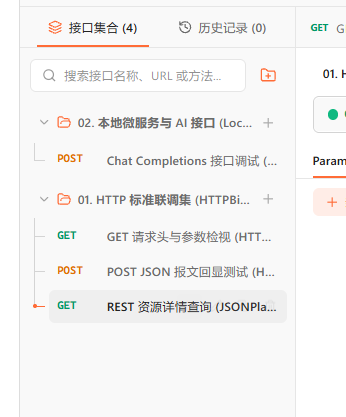 接口集合 (4)
历史记录 (0)
GET
搜索接口名称、URL 或方法...
01. H
02. 本地微服务与 AI 接口 (Loc...
POST Chat Completions 接口调试 (...
Param
01. HTTP 标准联调集 (HTTPBi...
GET GET 请求头与参数检视 (HTT...
POST POST JSON 报文回显测试 (H...
GET REST 资源详情查询 (JSONPla...